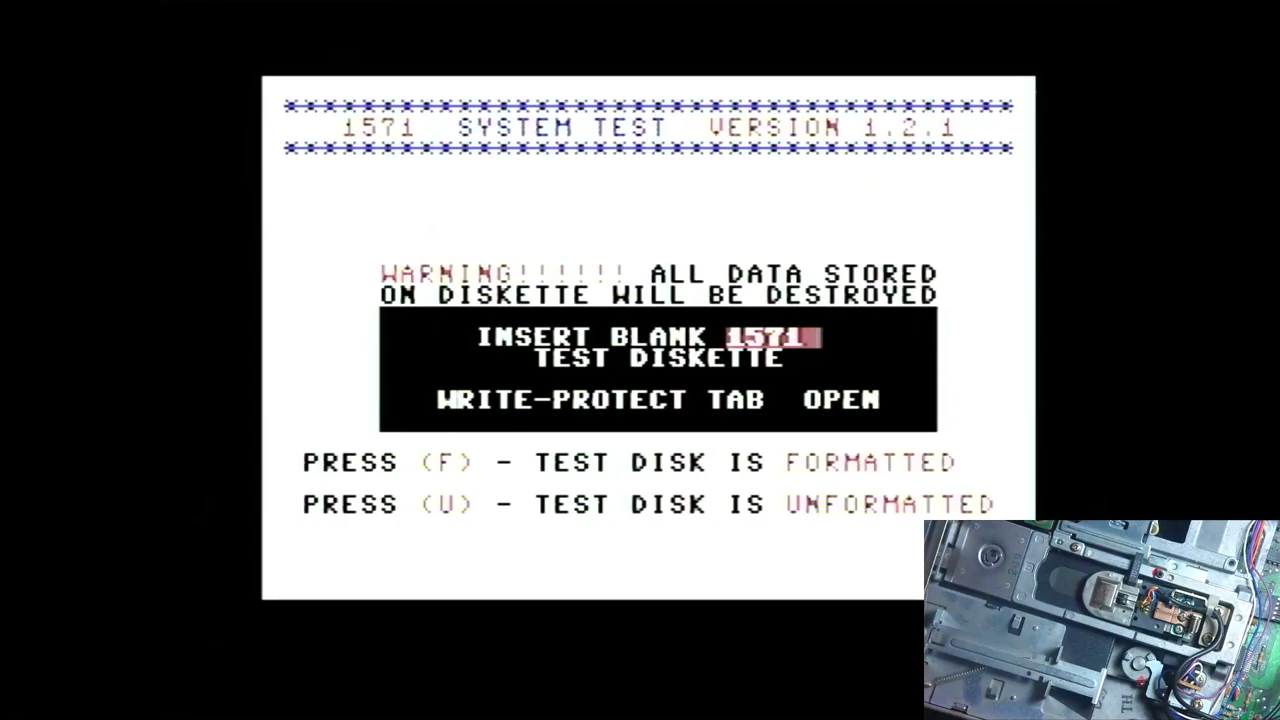 ****************************************
1571 SYSTEM TEST VERSION 1.2.1
****************************************
WARNING!!!!!! ALL DATA STORED
ON DISKETTE WILL BE DESTROYED
INSERT BLANK 1571
TEST DISKETTE
WRITE-PROTECT TAB OPEN
PRESS (F) - TEST DISK IS FORMATTED
PRESS (U) - TEST DISK IS UNFORMATTED